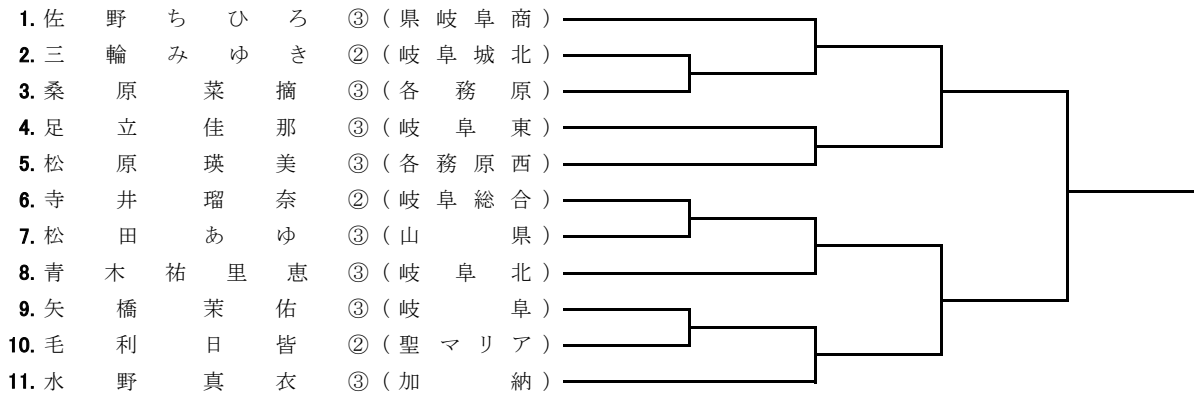 1. 佐野ちひろ ③ (県岐阜商)
2. 三輪みゆき ② (岐阜城北)
3. 桑原菜摘 ③ (各務原)
4. 足立佳那 ③ (岐阜東)
5. 松原瑛美 ③ (各務原西)
6. 寺井瑠奈 ② (岐阜総合)
7. 松田あゆ ③ (山県)
8. 青木祐里恵 ③ (岐阜北)
9. 矢橋茉佑 ③ (岐阜)
10. 毛利日皆 ② (聖マリア)
11. 水野真衣 ③ (加納)